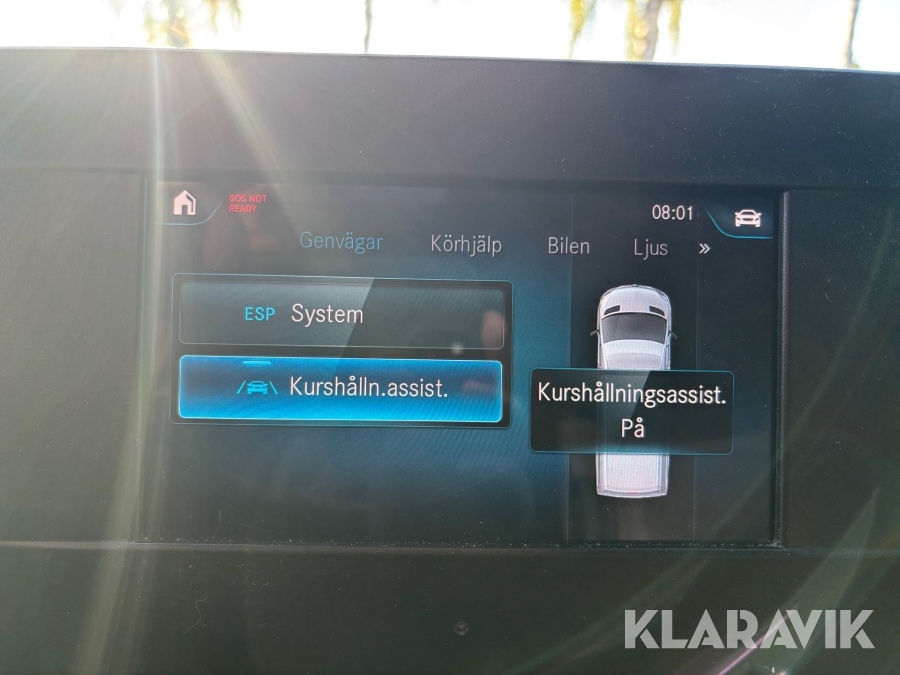 SOS NOT
READY
08:01
Genvägar
Körhjälp
Bilen
Ljus
»
ESP System
Kurshålln.assist.
Kurshållningsassist.
På
KLARAVIK